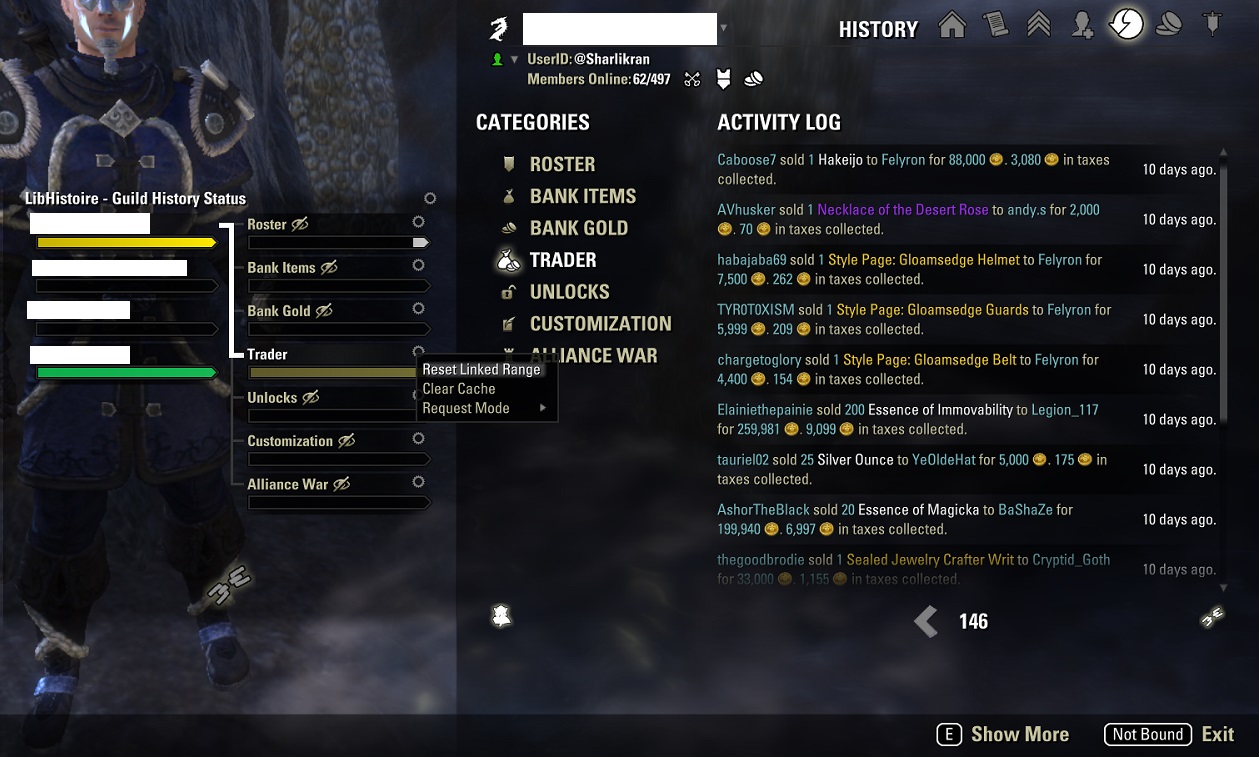 HISTORY
UserID:@Sharlikran
Members Online:62/497
CATEGORIES
ROSTER
BANK ITEMS
BANK GOLD
TRADER
UNLOCKS
CUSTOMIZATION
ALLIANCE WAR
LibHistoire - Guild History Status
Roster
Bank Items
Bank Gold
Trader
Unlocks
Customization
Alliance War
Reset Linked Range
Clear Cache
Request Mode
ACTIVITY LOG
Caboose7 sold 1 Hakeijo to Felyron for 88,000 . 3,080 in taxes
collected.
10 days ago.
AVhusker sold 1 Necklace of the Desert Rose to andy.s for 2,000
. 70 in taxes collected.
10 days ago.
habajaba69 sold 1 Style Page: Gloamsedge Helmet to Felyron for
7,500 . 262 in taxes collected.
10 days ago.
TYR0T0XISM sold 1 Style Page: Gloamsedge Guards to Felyron for
5,999 . 209 in taxes collected.
10 days ago.
chargetoglory sold 1 Style Page: Gloamsedge Belt to Felyron for
4,400 . 154 in taxes collected.
10 days ago.
Elainiethepainie sold 200 Essence of Immovability to Legion_117
for 259,981 . 9,099 in taxes collected.
10 days ago.
tauriel02 sold 25 Silver Ounce to YeOldeHat for 5,000 . 175 in
taxes collected.
10 days ago.
AshorTheBlack sold 20 Essence of Magicka to BaShaZe for
199,940 . 6,997 in taxes collected.
10 days ago.
thegoodbrodie sold 1 Sealed Jewelry Crafter Writ to Cryptid_Goth
for 33,000 . 1,155 in taxes collected.
10 days ago.
146
E Show More
Not Bound Exit